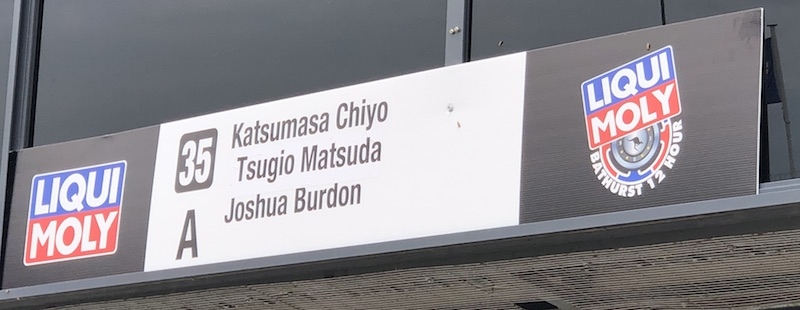 LIQUI
MOLY
35
A
Katsumasa Chiyo
Tsugio Matsuda
Joshua Burdon
LIQUI
MOLY
BATHURST 12 HOUR